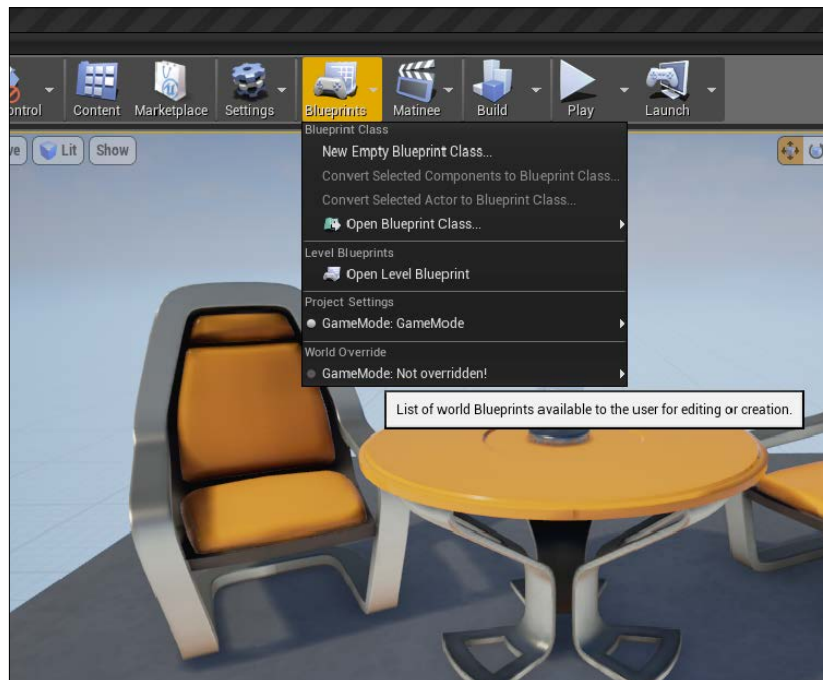 ontrol Content Marketplace Settings Blueprints Matinee Build Play Launch
ve Lit Show
Blueprint Class
New Empty Blueprint Class...
Convert Selected Components to Blueprint Class...
Convert Selected Actor to Blueprint Class...
Open Blueprint Class...
Level Blueprints
Open Level Blueprint
Project Settings
GameMode: GameMode
World Override
GameMode: Not overridden!
List of world Blueprints available to the user for editing or creation.